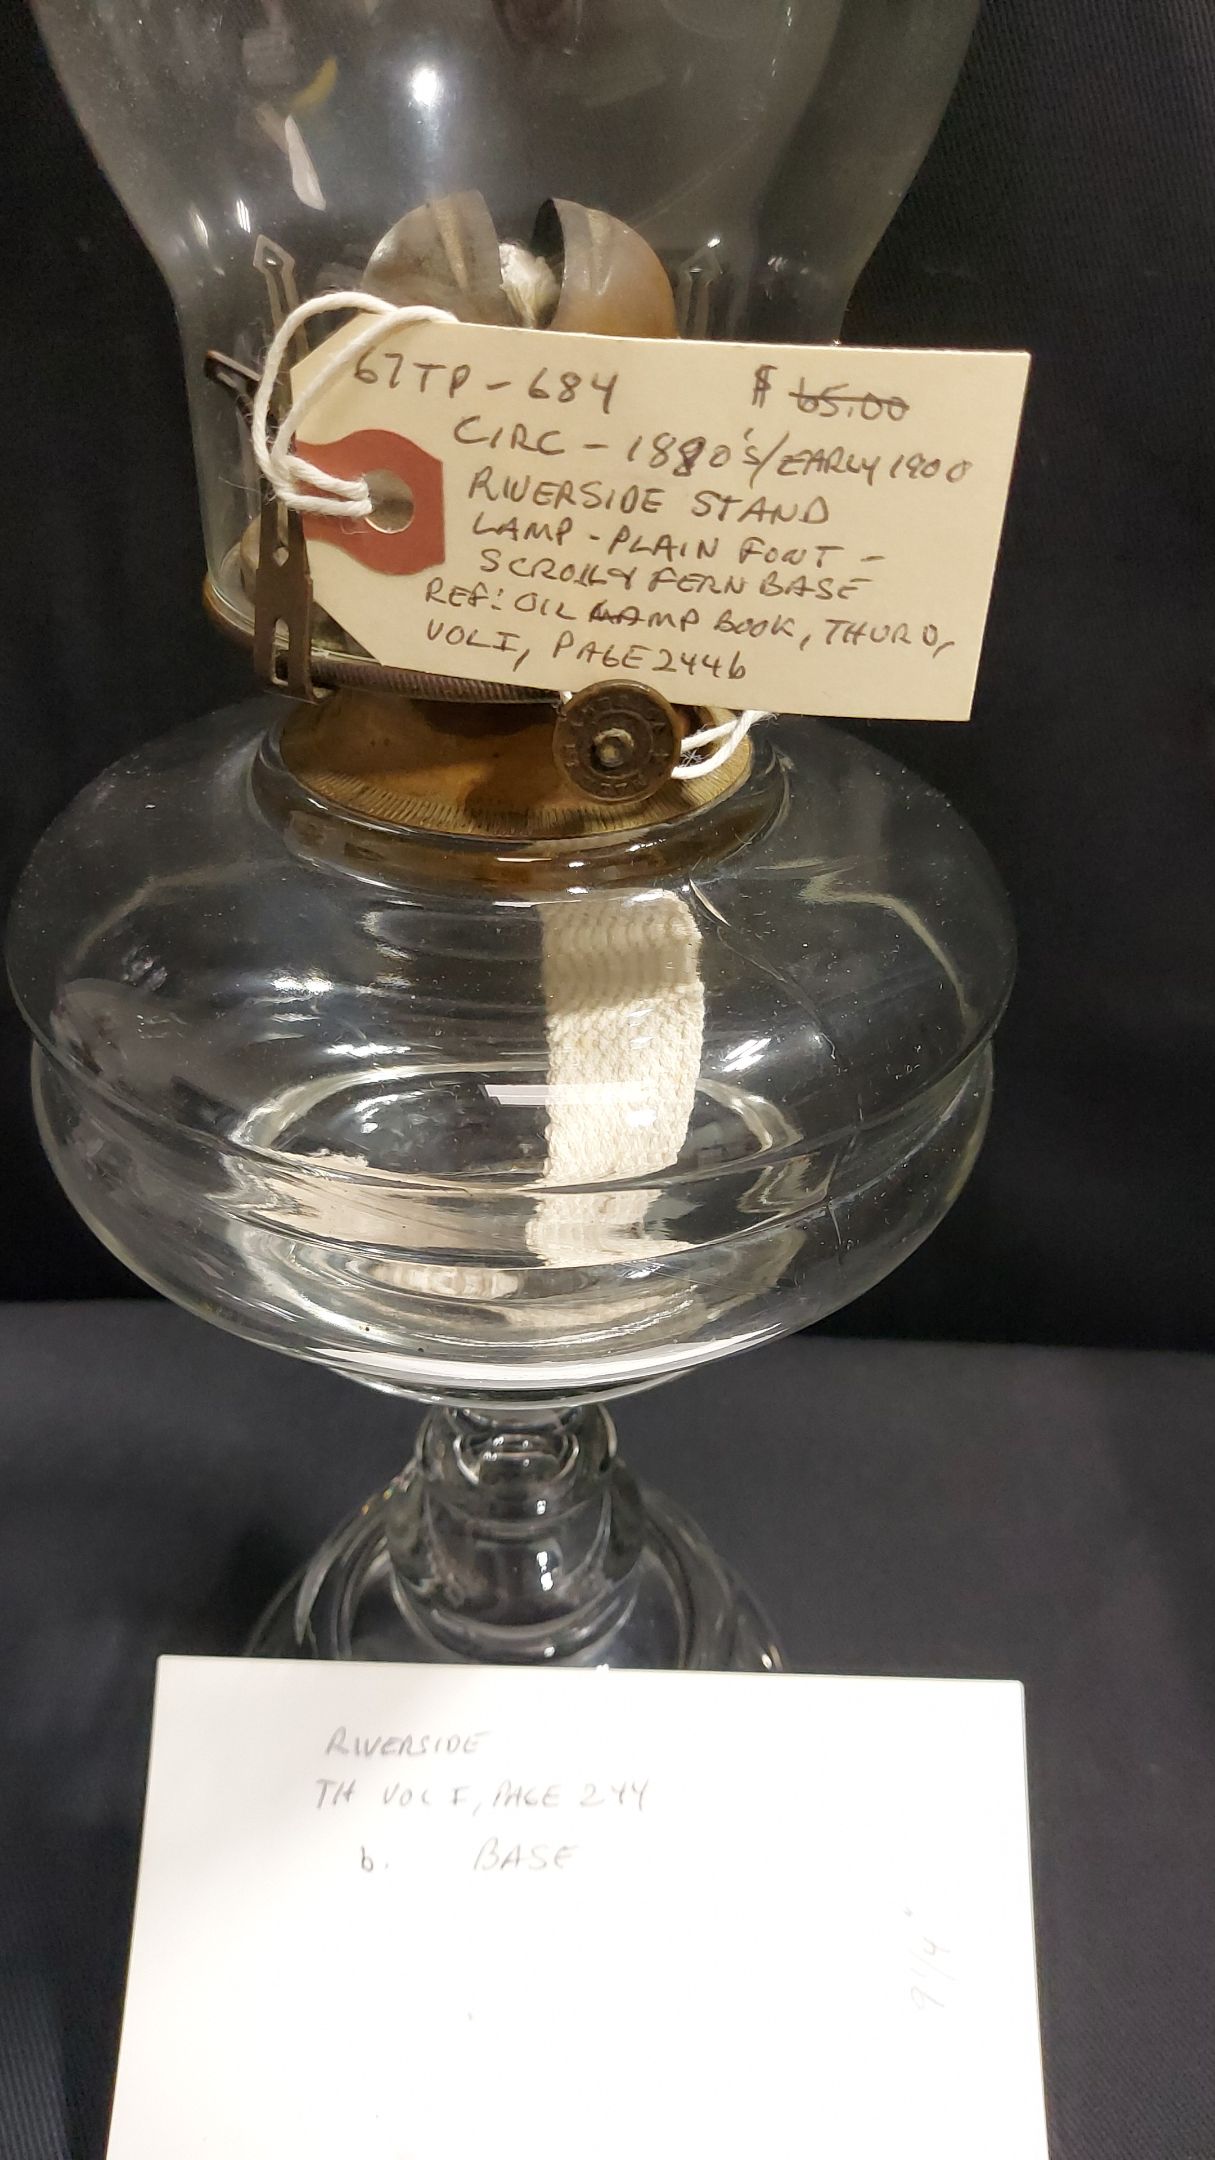 67TP-684 $ 65.00
CIRC - 1880's/EARLY 1900
RIVERSIDE STAND
LAMP - PLAIN FONT -
SCROLLY FERN BASE
REF: OIL LAMP BOOK, THURO,
VOL I, PAGE 244b
RIVERSIDE
TH VOL I, PAGE 244
b. BASE
9 1/4"